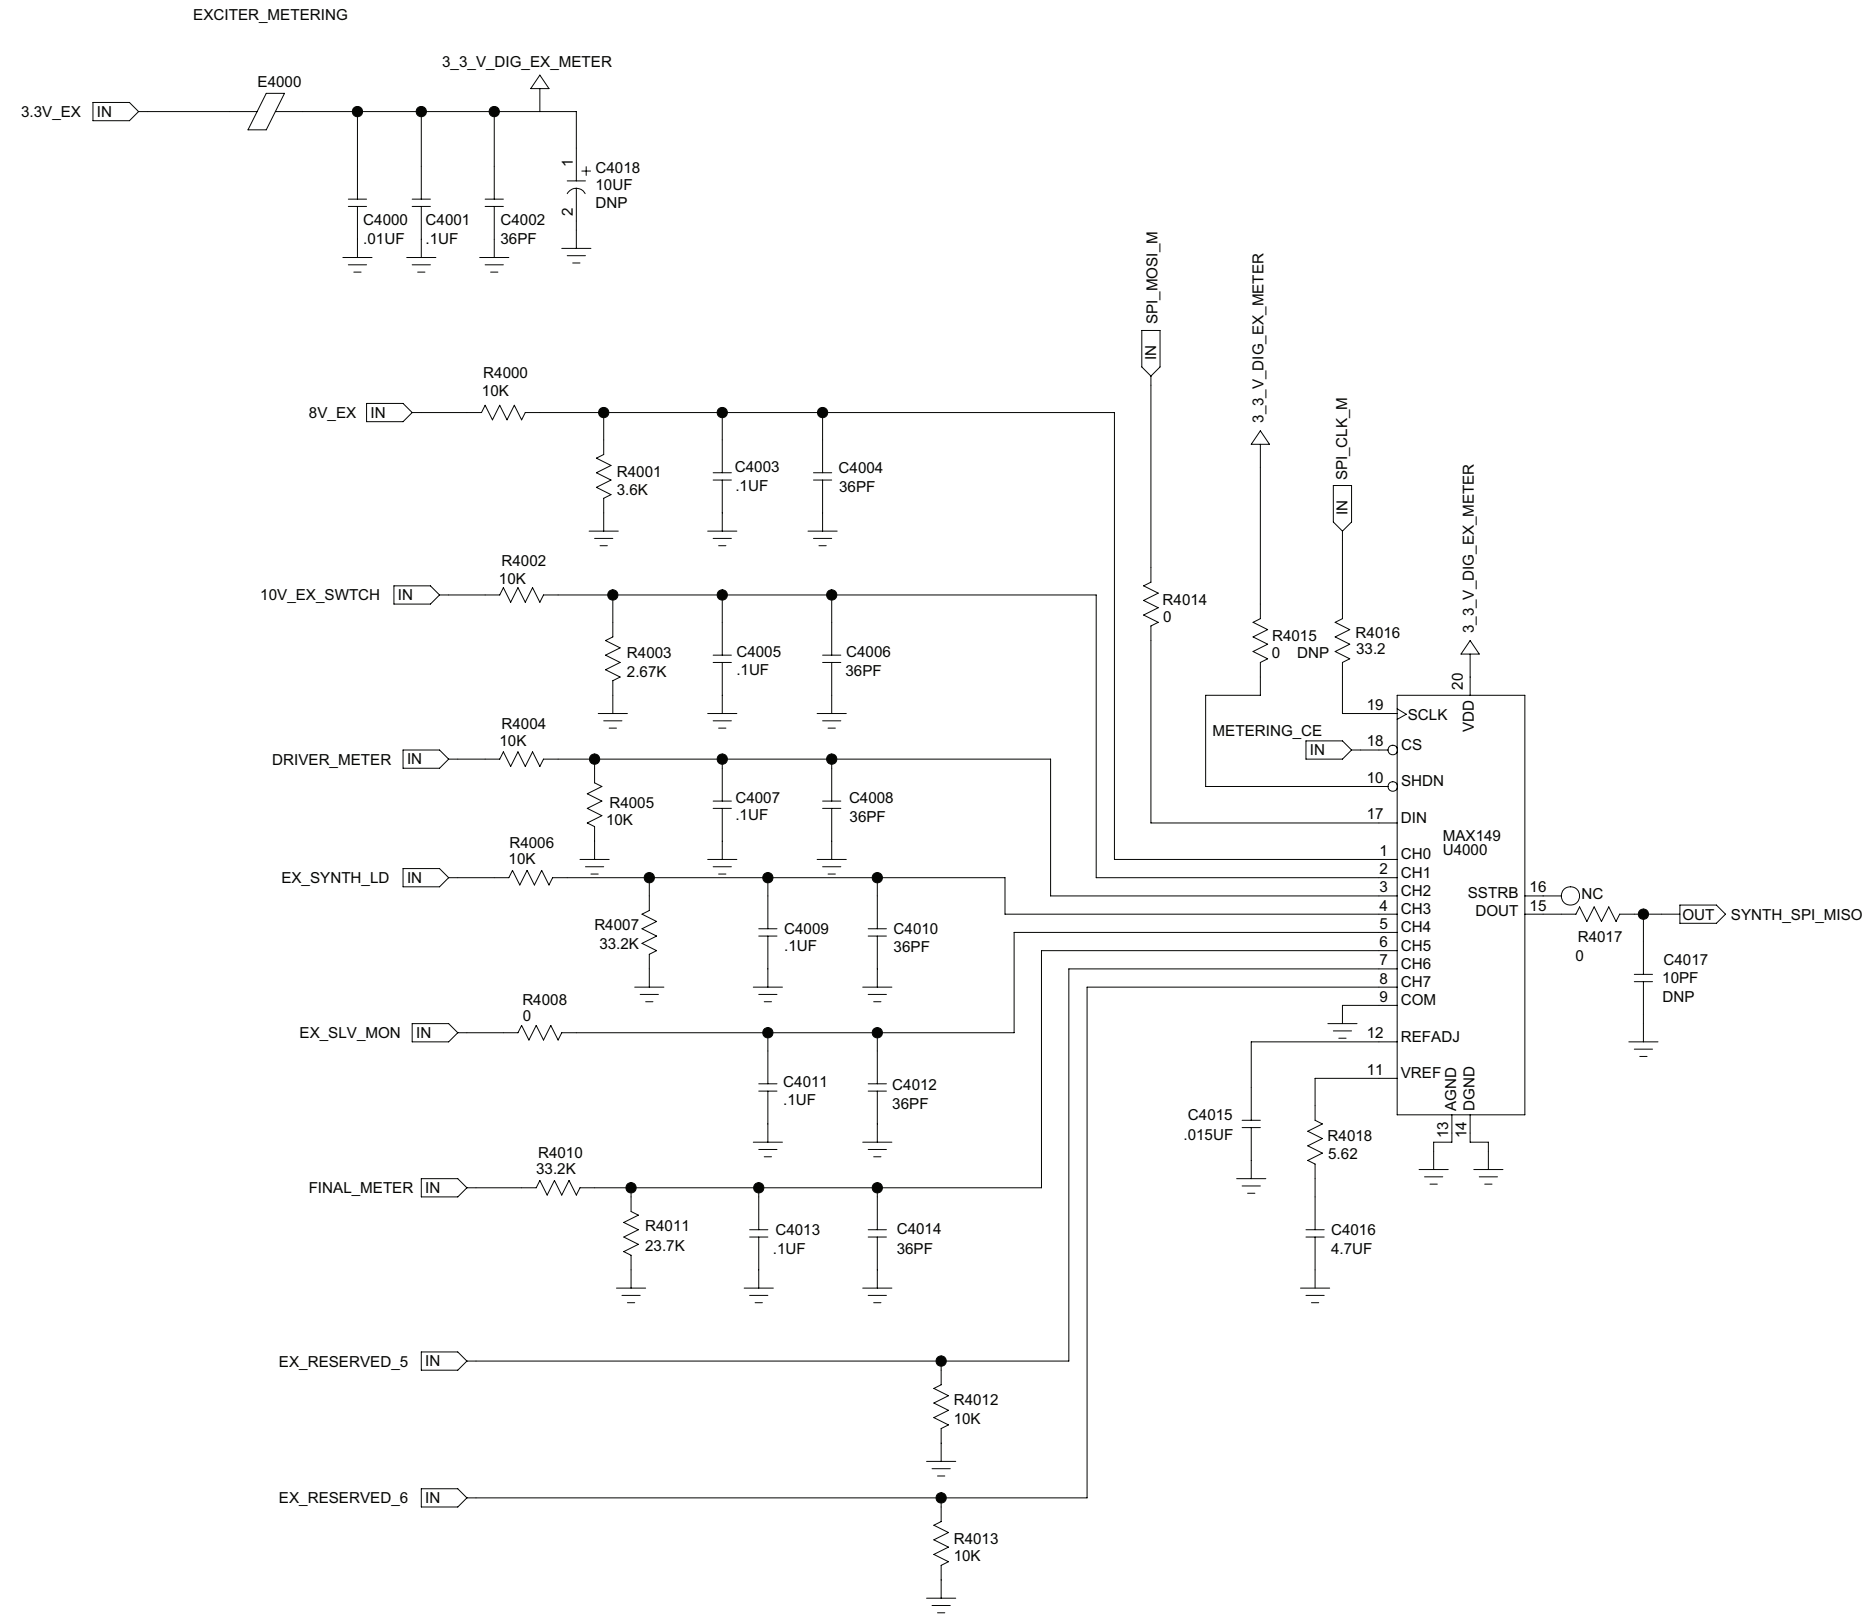 EXCITER_METERING
3_3_V_DIG_EX_METER
E4000
3.3V_EX IN
1
+ C4018
10UF
DNP
2
C4000
.01UF
C4001
.1UF
C4002
36PF
SPI_MOSI_M
IN
3_3_V_DIG_EX_METER
SPI_CLK_M
IN
3_3_V_DIG_EX_METER
R4000
10K
8V_EX IN
R4001
3.6K
C4003
.1UF
C4004
36PF
R4002
10K
10V_EX_SWTCH IN
R4003
2.67K
C4005
.1UF
C4006
36PF
R4014
0
R4015
0 DNP
R4016
33.2
R4004
10K
DRIVER_METER IN
R4005
10K
C4007
.1UF
C4008
36PF
R4006
10K
EX_SYNTH_LD IN
R4007
33.2K
C4009
.1UF
C4010
36PF
R4008
0
EX_SLV_MON IN
C4011
.1UF
C4012
36PF
R4010
33.2K
FINAL_METER IN
R4011
23.7K
C4013
.1UF
C4014
36PF
EX_RESERVED_5 IN
R4012
10K
EX_RESERVED_6 IN
R4013
10K
20
VDD
19 SCLK
METERING_CE
IN
18 CS
10 SHDN
17 DIN
MAX149
U4000
1 CH0
2 CH1
3 CH2
4 CH3
5 CH4
6 CH5
7 CH6
8 CH7
9 COM
12 REFADJ
11 VREF
AGND
DGND
13
14
SSTRB 16 NC
DOUT 15
R4017
0
OUT SYNTH_SPI_MISO
C4017
10PF
DNP
C4015
.015UF
R4018
5.62
C4016
4.7UF